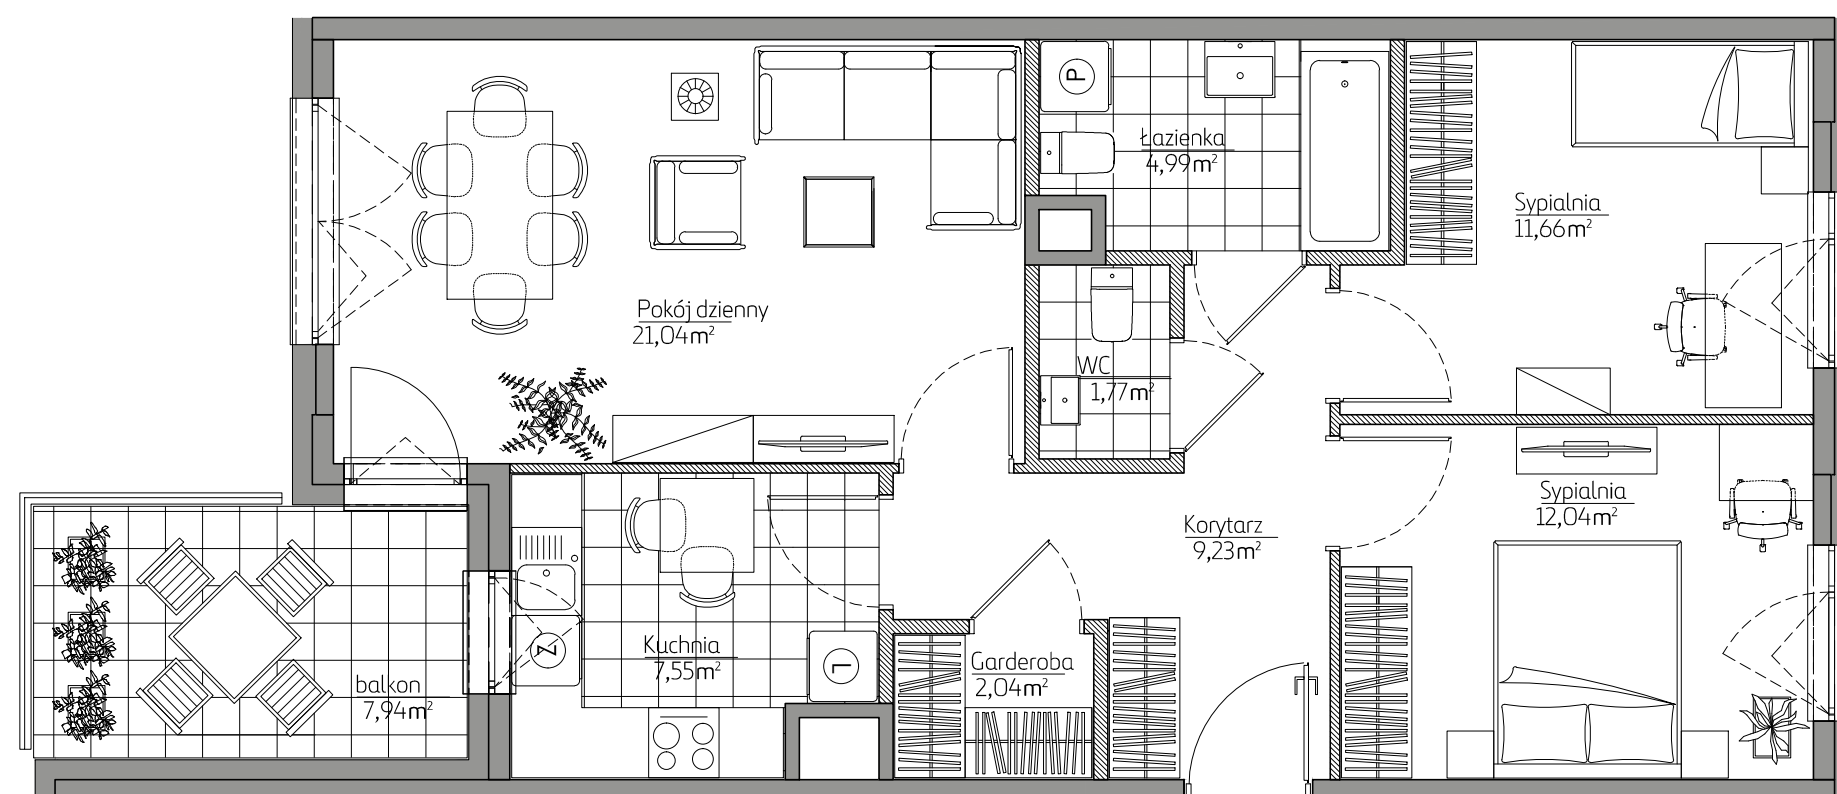 P
Łazienka
4,99m²
Sypialnia
11,66m²
Pokój dzienny
21,04m²
WC
1,77m²
Sypialnia
12,04m²
Korytarz
9,23m²
Kuchnia
7,55m²
Z
L
Garderoba
2,04m²
balkon
7,94m²